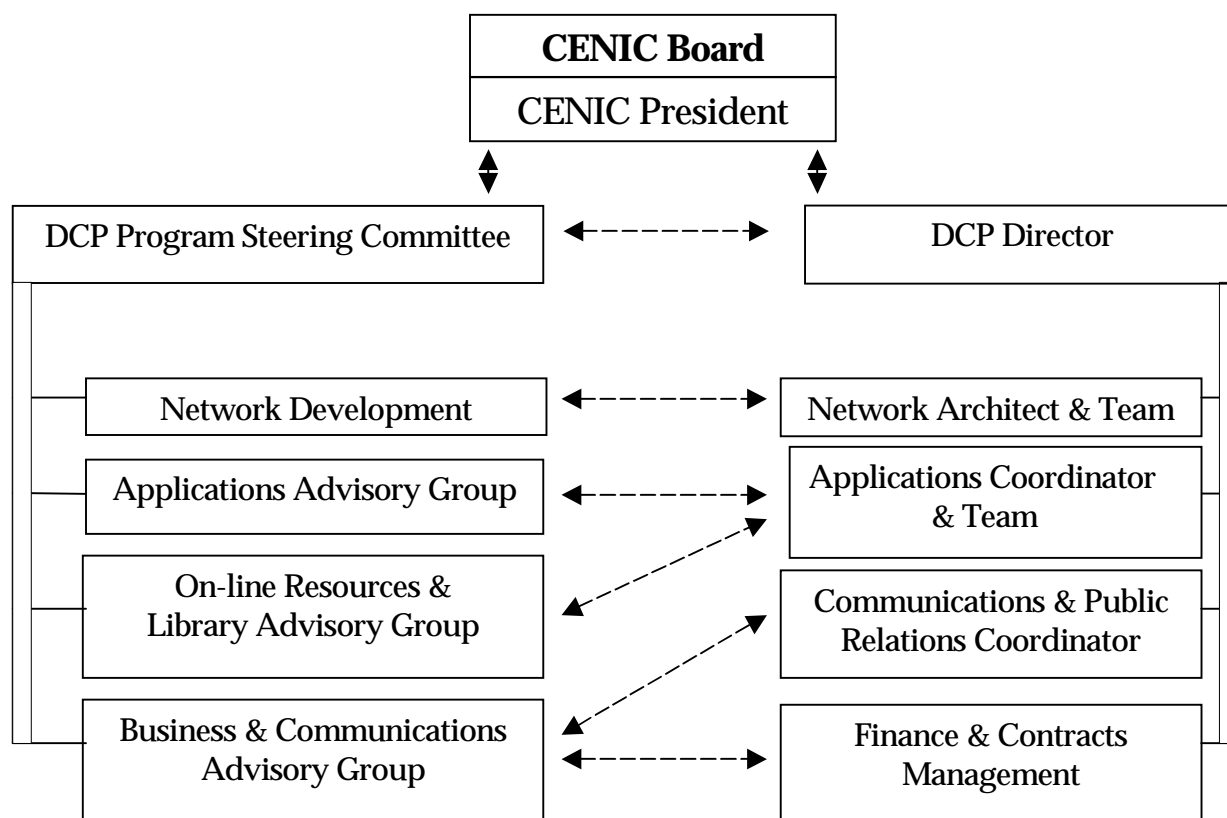 CENIC Board
CENIC President
DCP Program Steering Committee
DCP Director
Network Development
Network Architect & Team
Applications Advisory Group
Applications Coordinator
& Team
On-line Resources &
Library Advisory Group
Communications & Public
Relations Coordinator
Business & Communications
Advisory Group
Finance & Contracts
Management